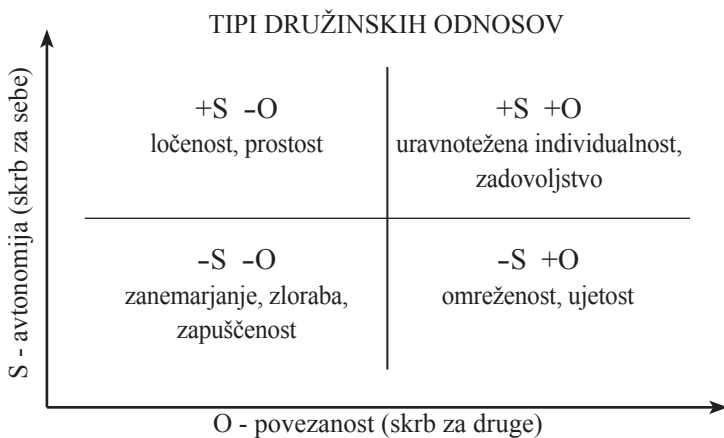 TIPI DRUŽINSKIH ODNOSOV
S - avtonomija (skrb za sebe)
+S -O
ločenost, prostost
+S +O
uravnotežena individualnost,
zadovoljstvo
-S -O
zanemarjanje, zloraba,
zapuščenost
-S +O
omreženost, ujetost
O - povezanost (skrb za druge)